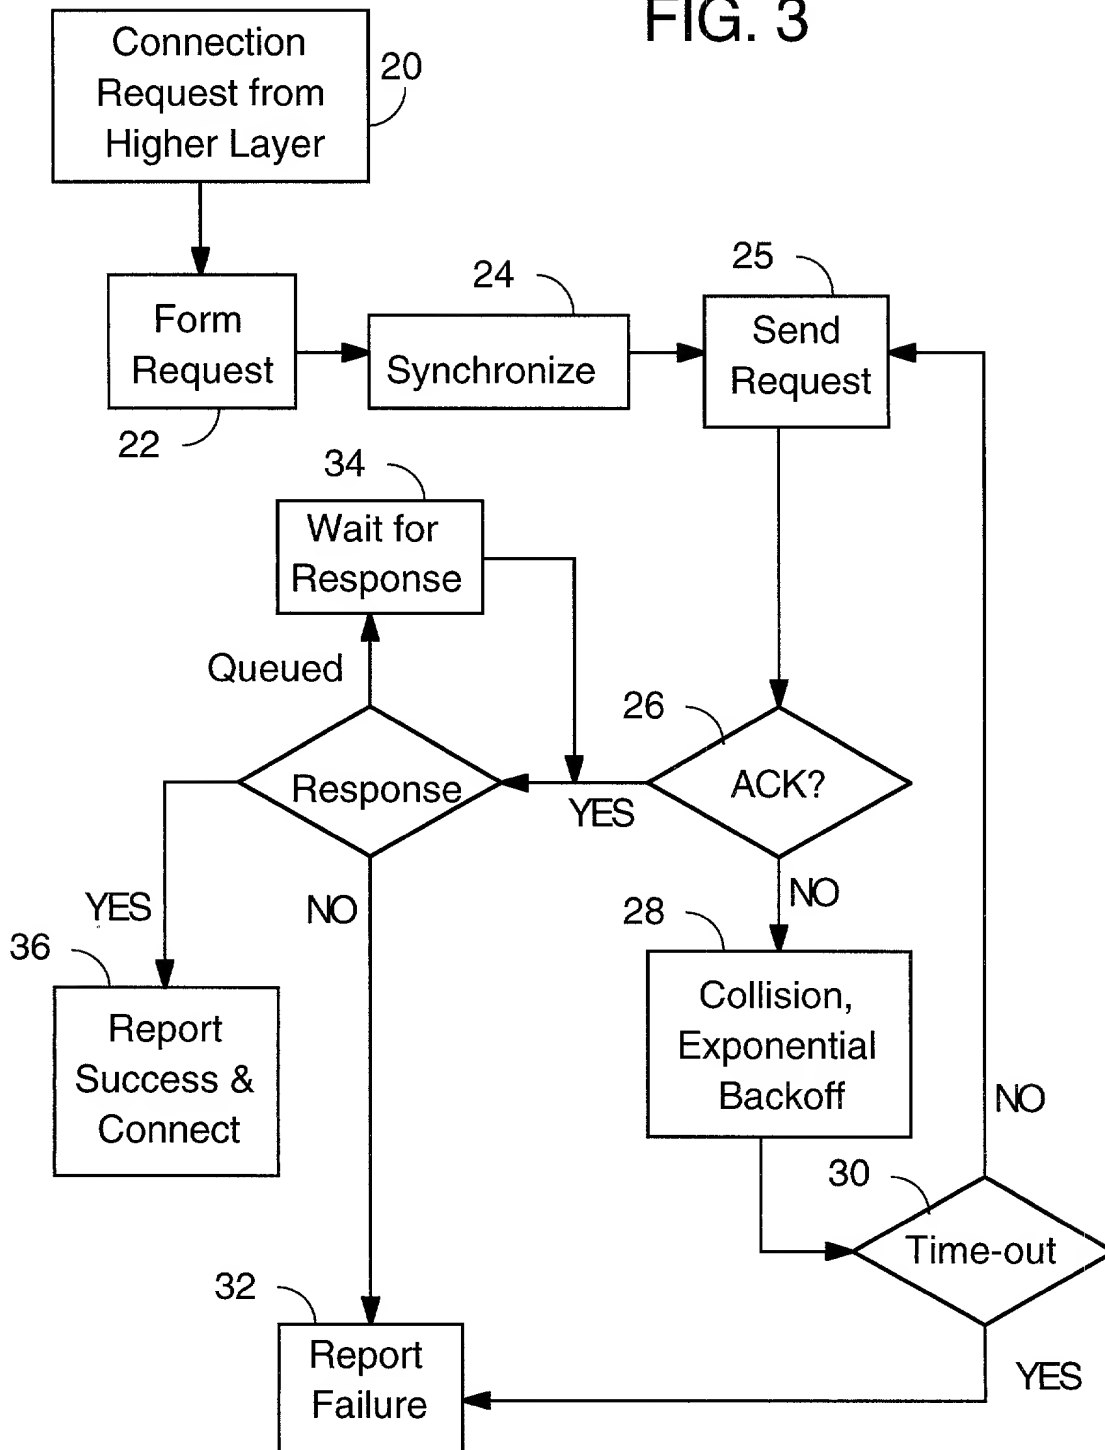 FIG. 3
Connection
Request from
Higher Layer
20
Form
Request
22
24
Synchronize
25
Send
Request
34
Wait for
Response
Queued
Response
26
ACK?
YES
NO
YES
NO
36
Report
Success &
Connect
28
Collision,
Exponential
Backoff
NO
30
Time-out
YES
32
Report
Failure